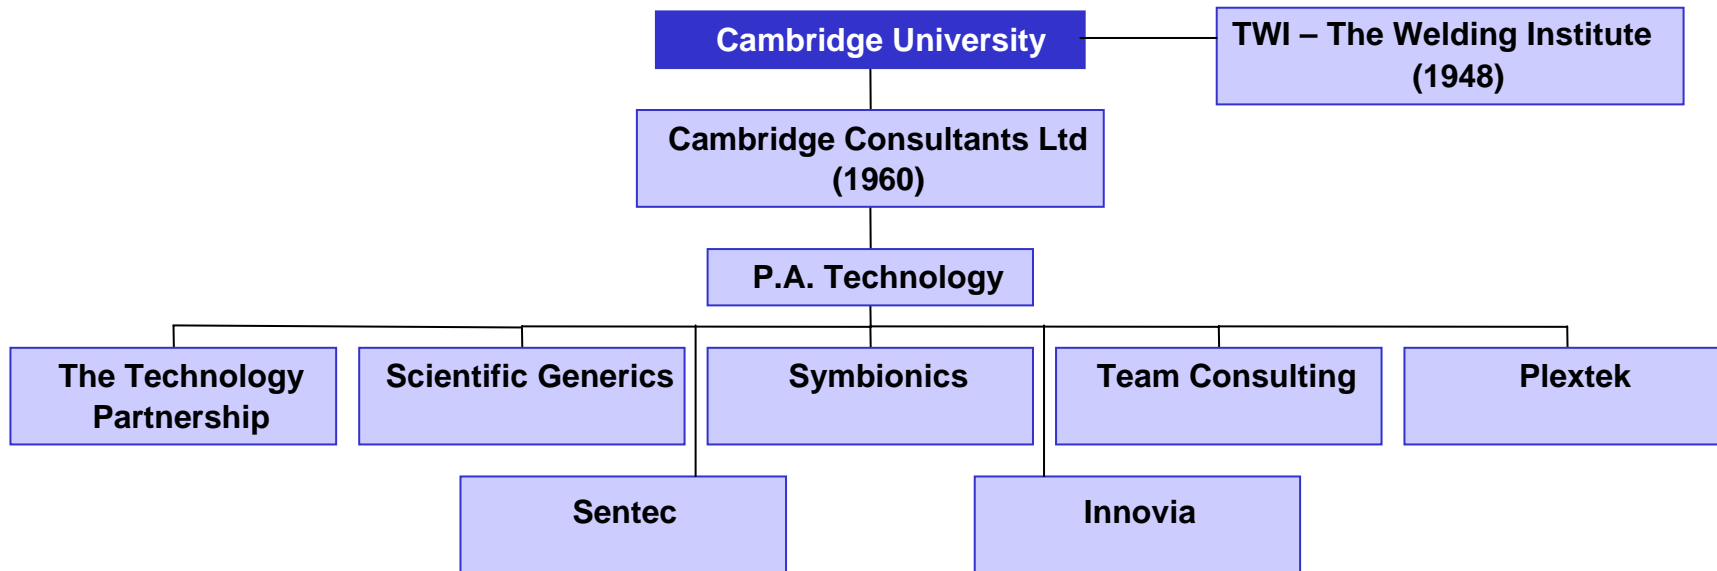 Cambridge University
TWI – The Welding Institute
(1948)
Cambridge Consultants Ltd
(1960)
P.A. Technology
The Technology
Partnership
Scientific Generics
Symbionics
Team Consulting
Plextek
Sentec
Innovia